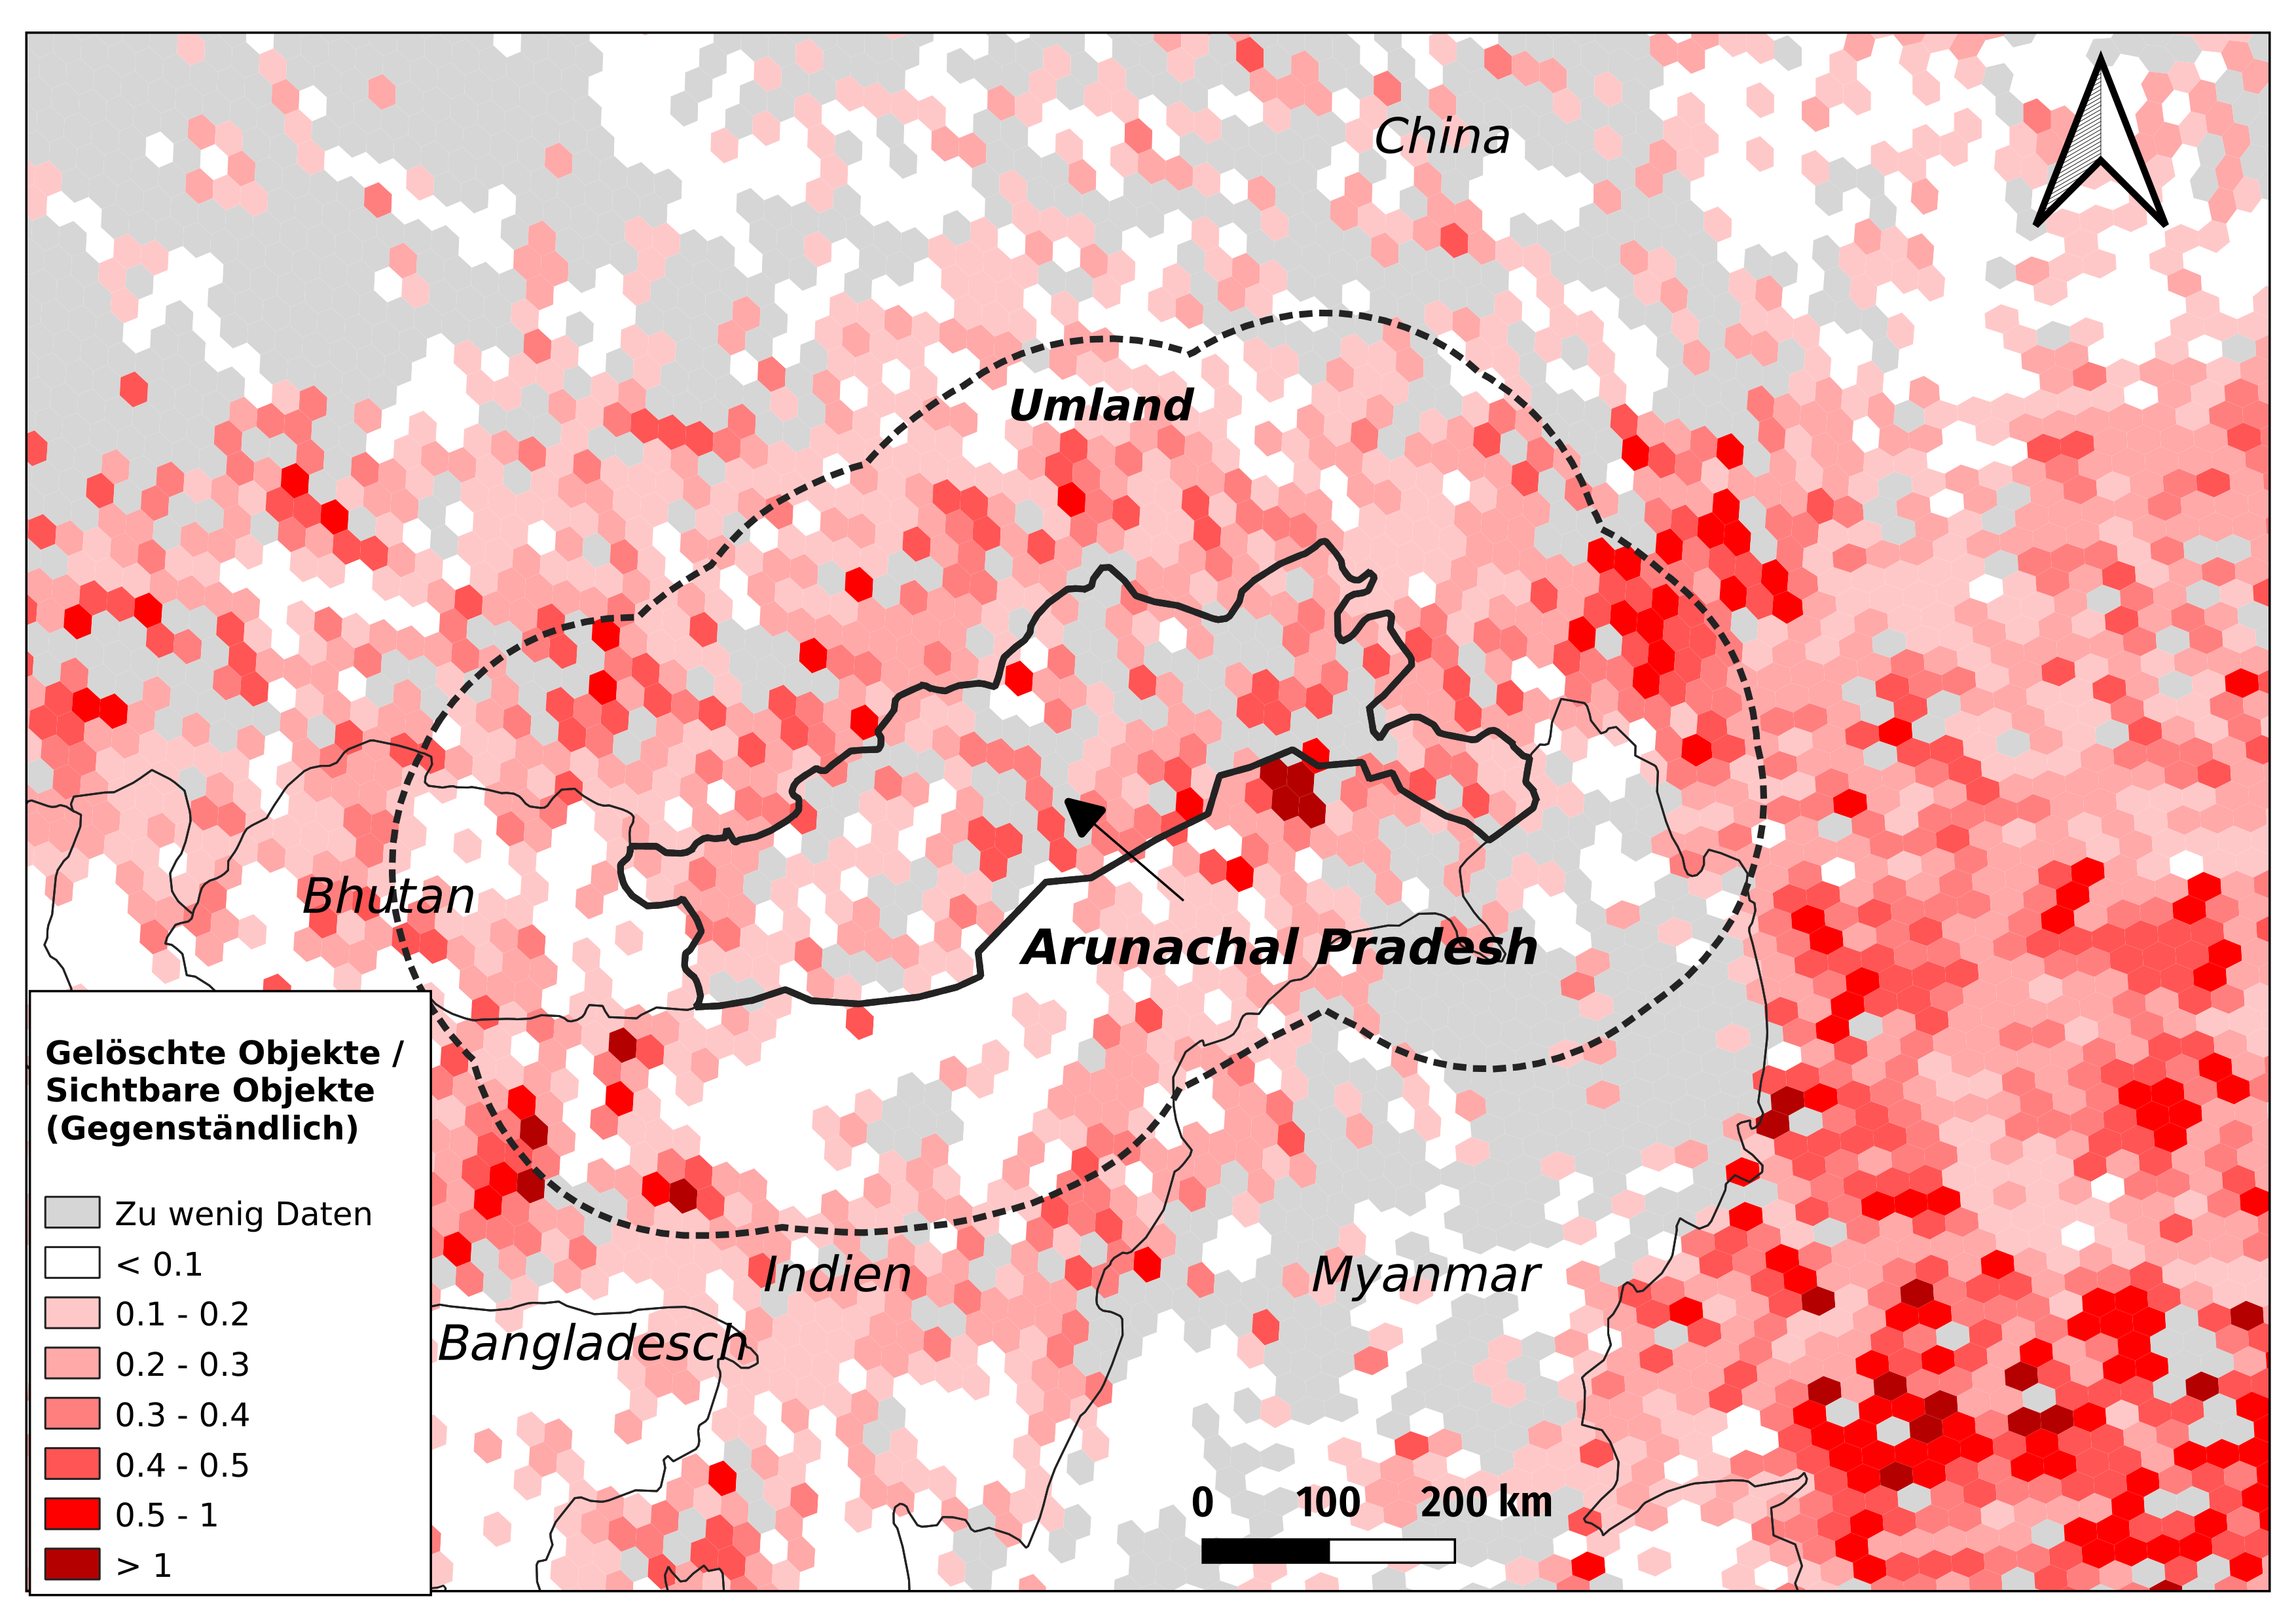 China
Umland
Bhutan
Arunachal Pradesh
Gelöschte Objekte /
Sichtbare Objekte
(Gegenständlich)
Zu wenig Daten
< 0.1
0.1 - 0.2
0.2 - 0.3
0.3 - 0.4
0.4 - 0.5
0.5 - 1
> 1
Indien
Myanmar
Bangladesch
0 100 200 km